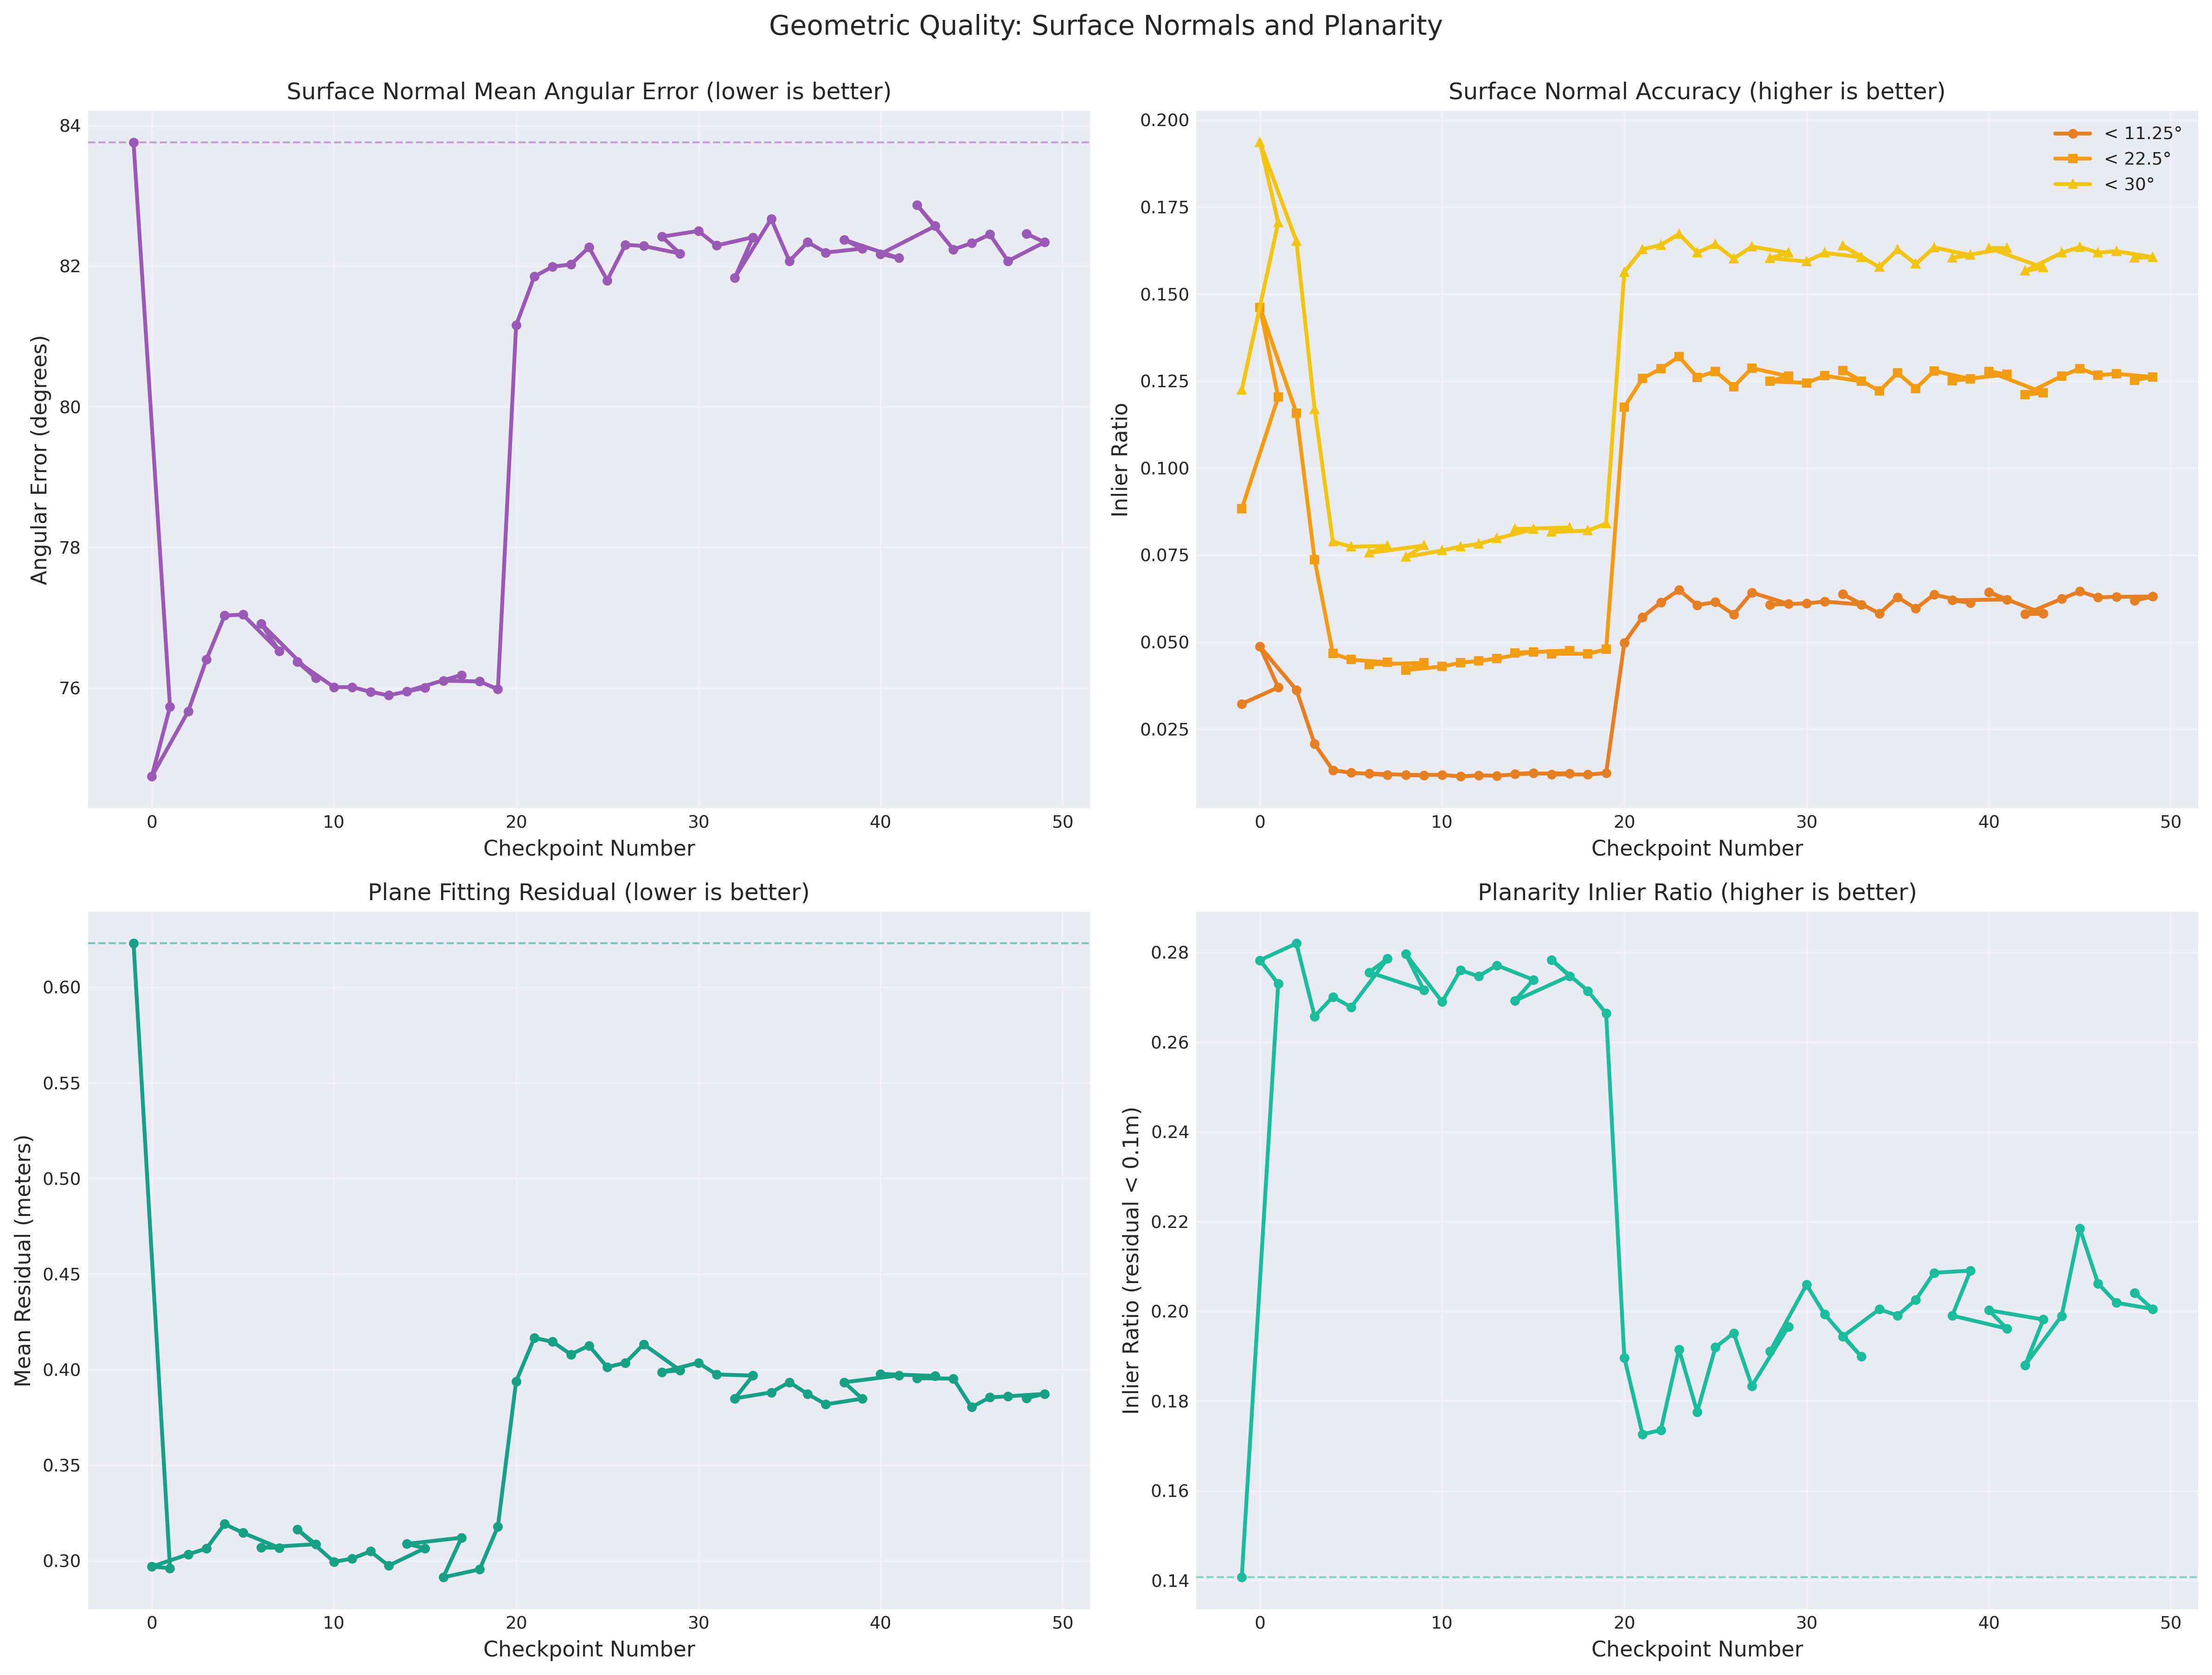 Geometric Quality: Surface Normals and Planarity
Surface Normal Mean Angular Error (lower is better)
84
82
80
78
76
Angular Error (degrees)
0 10 20 30 40 50
Checkpoint Number
Surface Normal Accuracy (higher is better)
< 11.25°
< 22.5°
< 30°
0.200
0.175
0.150
0.125
0.100
0.075
0.050
0.025
Inlier Ratio
0 10 20 30 40 50
Checkpoint Number
Plane Fitting Residual (lower is better)
0.60
0.55
0.50
0.45
0.40
0.35
0.30
Mean Residual (meters)
0 10 20 30 40 50
Checkpoint Number
Planarity Inlier Ratio (higher is better)
0.28
0.26
0.24
0.22
0.20
0.18
0.16
0.14
Inlier Ratio (residual < 0.1m)
0 10 20 30 40 50
Checkpoint Number